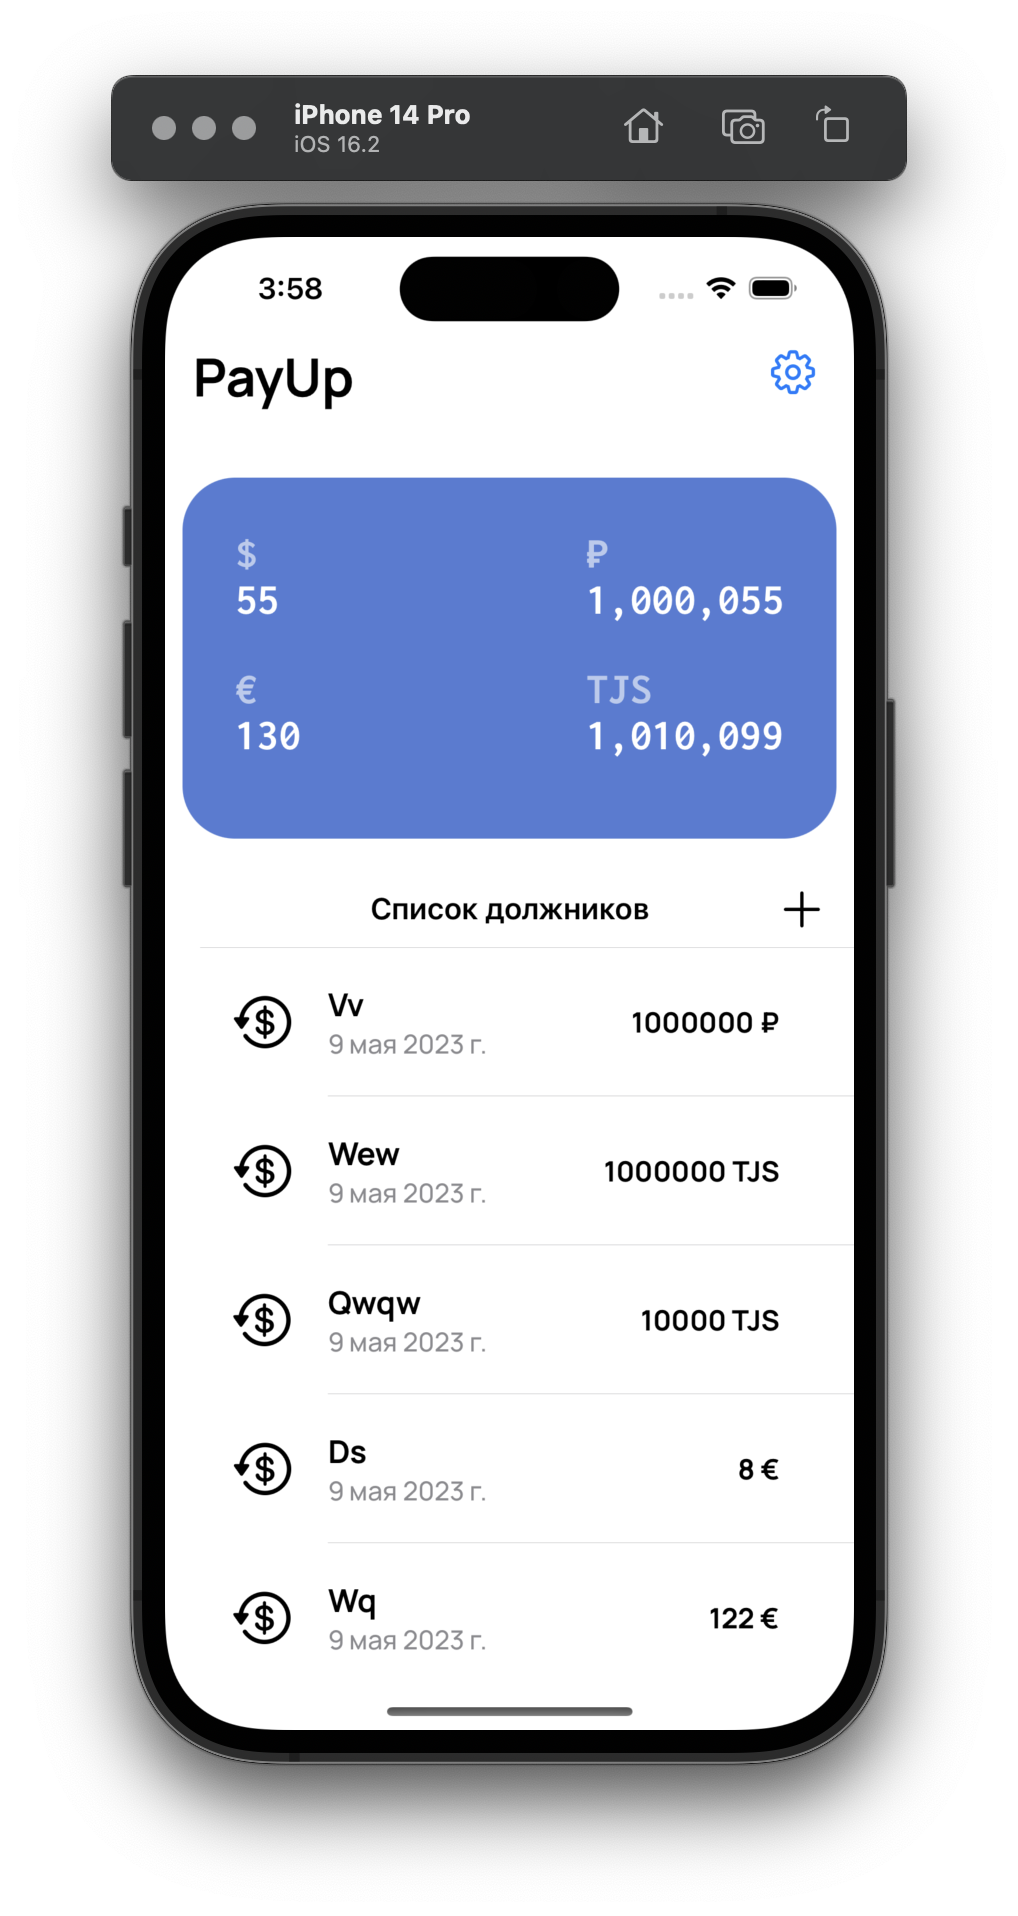 iPhone 14 Pro
iOS 16.2
3:58
PayUp
$
55
₽
1,000,055
€
130
TJS
1,010,099
Список должников
Vv
9 мая 2023 г.
1000000 ₽
Wew
9 мая 2023 г.
1000000 TJS
Qwqw
9 мая 2023 г.
10000 TJS
Ds
9 мая 2023 г.
8 €
Wq
9 мая 2023 г.
122 €